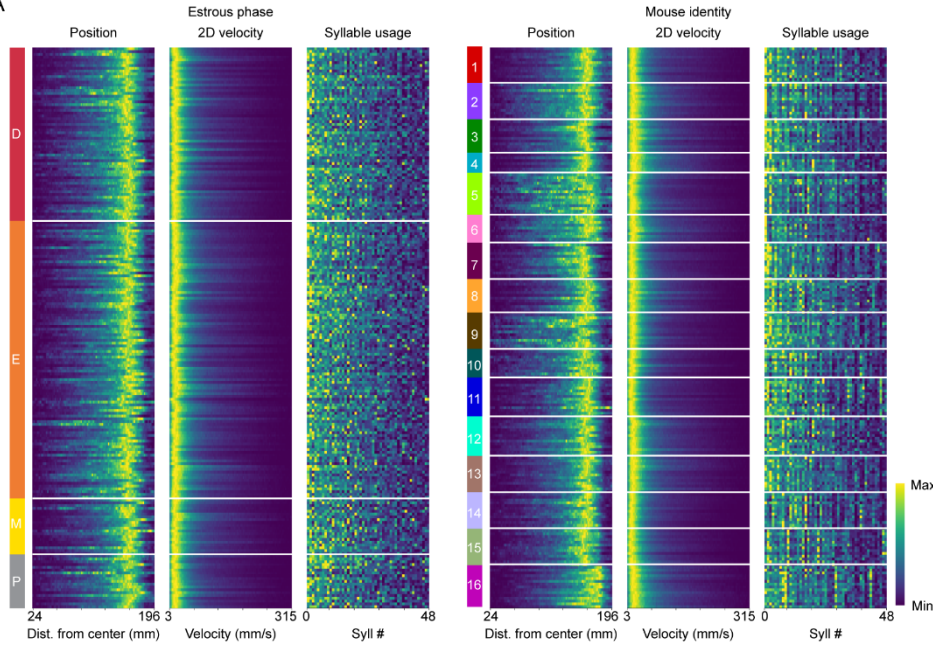 A
Estrous phase
Position 2D velocity Syllable usage
D
E
M
P
24 196 3 315 0 48
Dist. from center (mm) Velocity (mm/s) Syll #
Mouse identity
Position 2D velocity Syllable usage
1
2
3
4
5
6
7
8
9
10
11
12
13
14
15
16
24 196 3 315 0 48
Dist. from center (mm) Velocity (mm/s) Syll #
Max
Min